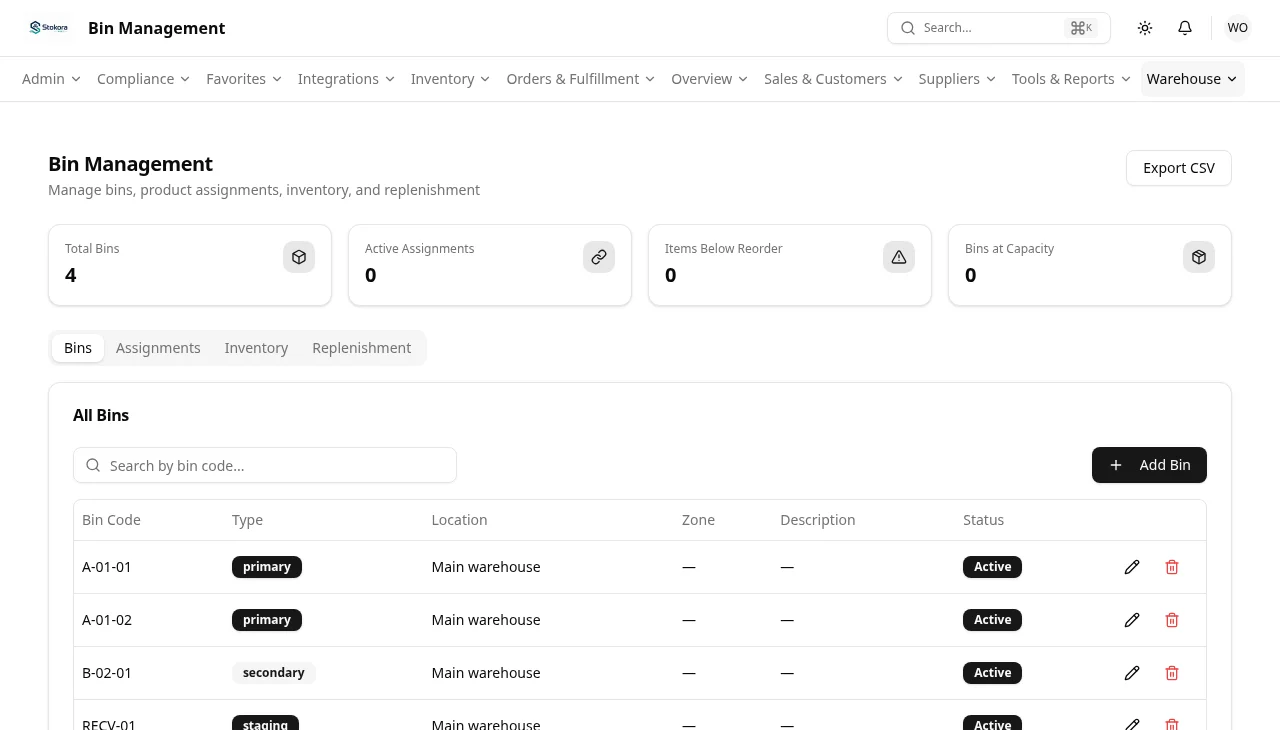 Stokora
Bin Management
Search...
⌘K
WO
Admin
Compliance
Favorites
Integrations
Inventory
Orders & Fulfillment
Overview
Sales & Customers
Suppliers
Tools & Reports
Warehouse
Bin Management
Manage bins, product assignments, inventory, and replenishment
Export CSV
Total Bins
4
Active Assignments
0
Items Below Reorder
0
Bins at Capacity
0
Bins
Assignments
Inventory
Replenishment
All Bins
Search by bin code...
Add Bin
Bin Code Type Location Zone Description Status
A-01-01 primary Main warehouse — — Active
A-01-02 primary Main warehouse — — Active
B-02-01 secondary Main warehouse — — Active
RECV-01 staging Main warehouse — — Active